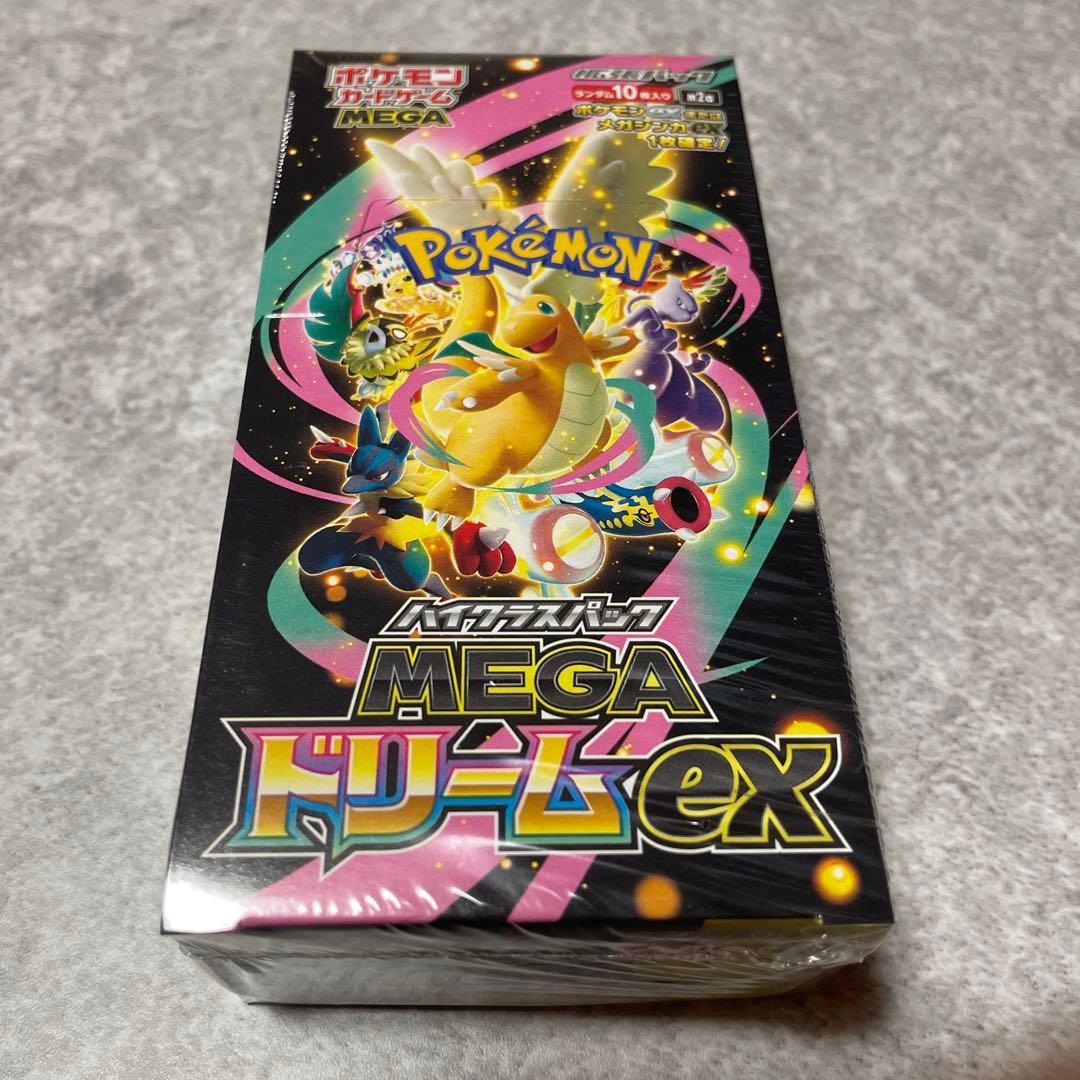 ポケモン
カードゲーム
MEGA
拡張パック
ランダム10枚入り
ポケモンexまたは
メガシンカex
1枚確定!!
POKéMON
ハイクラスパック
MEGA
ドリームex